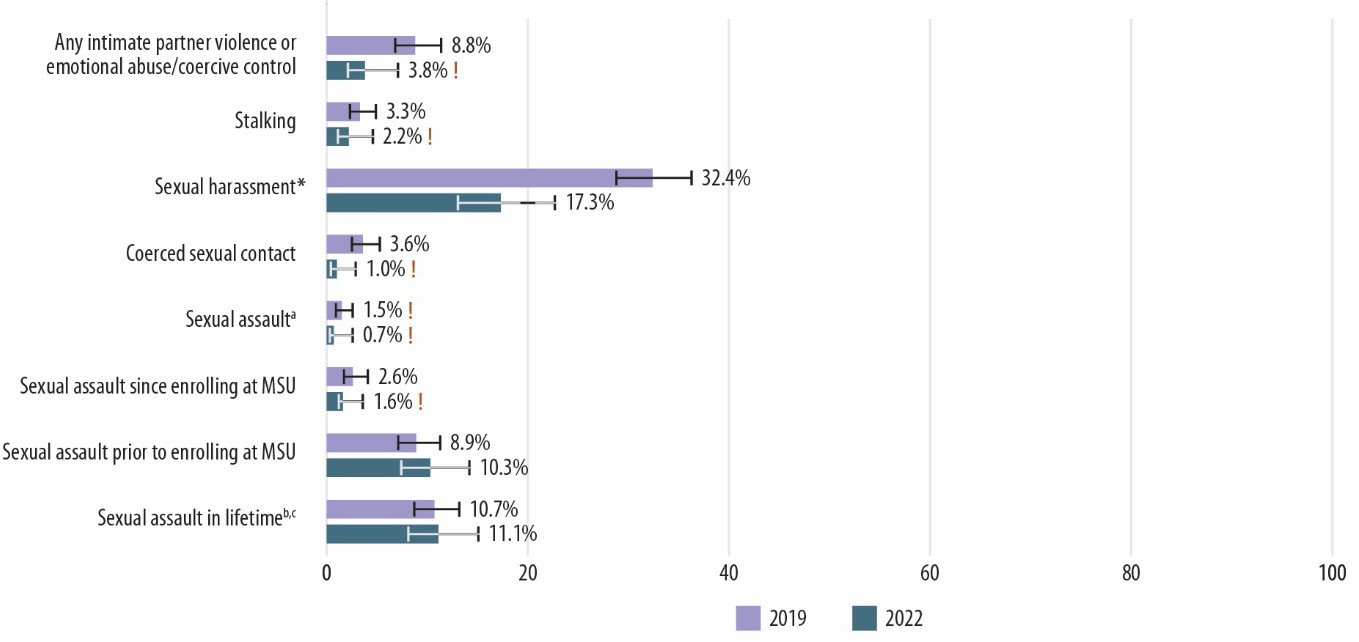 Any intimate partner violence or
emotional abuse/coercive control
8.8%
3.8% !
Stalking
3.3%
2.2% !
Sexual harassment*
32.4%
17.3%
Coerced sexual contact
3.6%
1.0% !
Sexual assaultᵃ
1.5% !
0.7% !
Sexual assault since enrolling at MSU
2.6%
1.6% !
Sexual assault prior to enrolling at MSU
8.9%
10.3%
Sexual assault in lifetimeᵇ,ᶜ
10.7%
11.1%
0 20 40 60 80 100
2019 2022